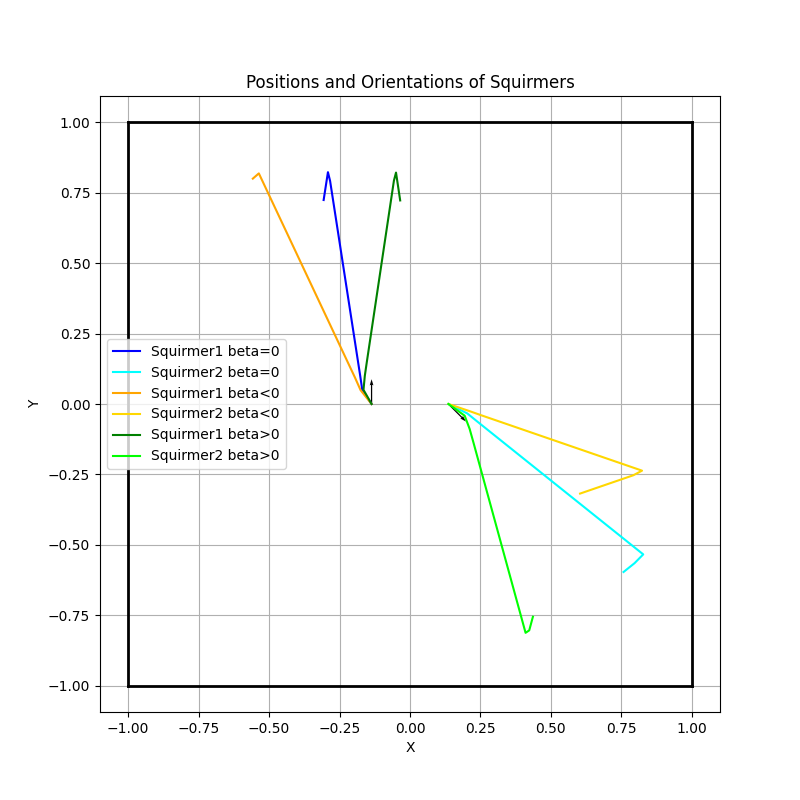 Positions and Orientations of Squirmers
1.00
0.75
0.50
0.25
0.00
−0.25
−0.50
−0.75
−1.00
Y
Squirmer1 beta=0
Squirmer2 beta=0
Squirmer1 beta<0
Squirmer2 beta<0
Squirmer1 beta>0
Squirmer2 beta>0
−1.00 −0.75 −0.50 −0.25 0.00 0.25 0.50 0.75 1.00
X